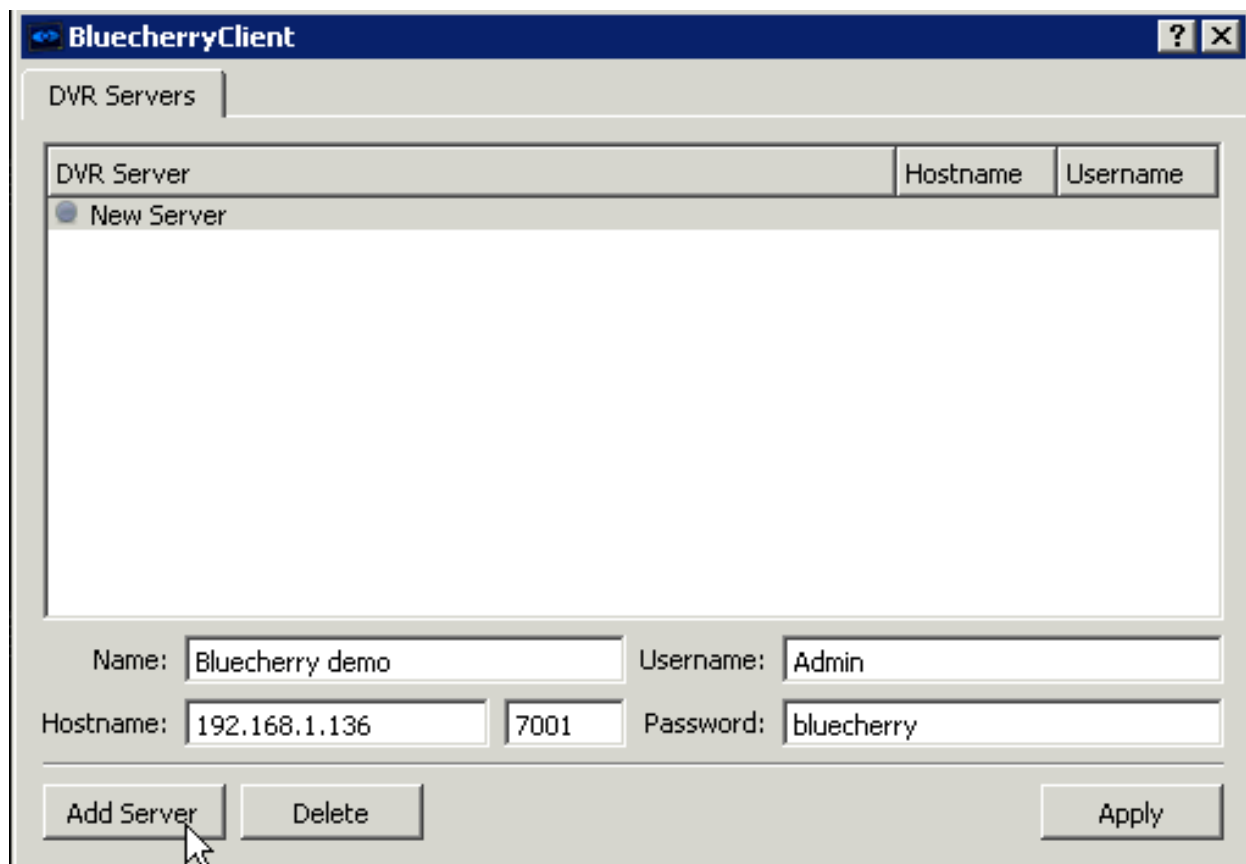 BluecherryClient
DVR Servers
DVR Server Hostname Username
New Server
Name: Bluecherry demo Username: Admin
Hostname: 192.168.1.136 7001 Password: bluecherry
Add Server Delete Apply